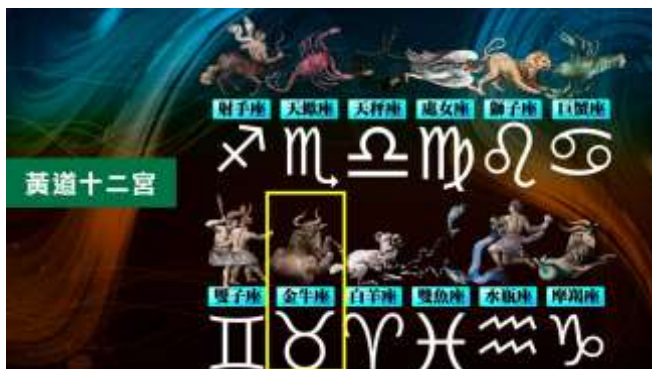 射手座 天蠍座 天秤座 處女座 獅子座 巨蟹座
♐ ♏ ♎ ♍ ♌ ♋
黃道十二宮
雙子座 金牛座 白羊座 雙魚座 水瓶座 摩羯座
♊ ♉ ♈ ♓ ♒ ♑